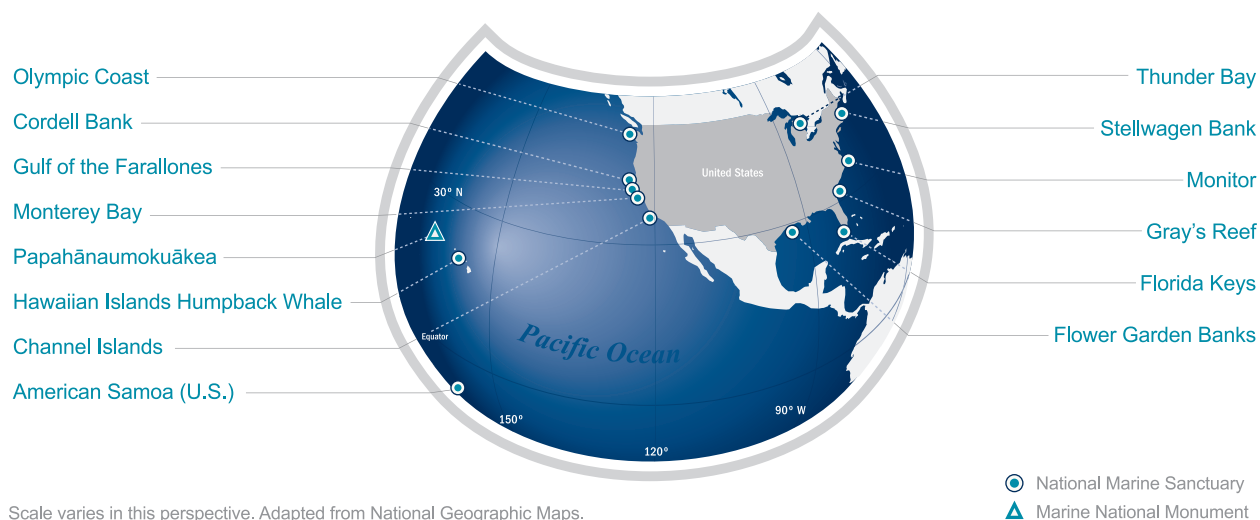 Olympic Coast
Cordell Bank
Gulf of the Farallones
Monterey Bay
Papahānaumokuākea
Hawaiian Islands Humpback Whale
Channel Islands
American Samoa (U.S.)
30° N
Equator
150°
120°
90° W
United States
Pacific Ocean
Thunder Bay
Stellwagen Bank
Monitor
Gray's Reef
Florida Keys
Flower Garden Banks
National Marine Sanctuary
Marine National Monument
Scale varies in this perspective. Adapted from National Geographic Maps.